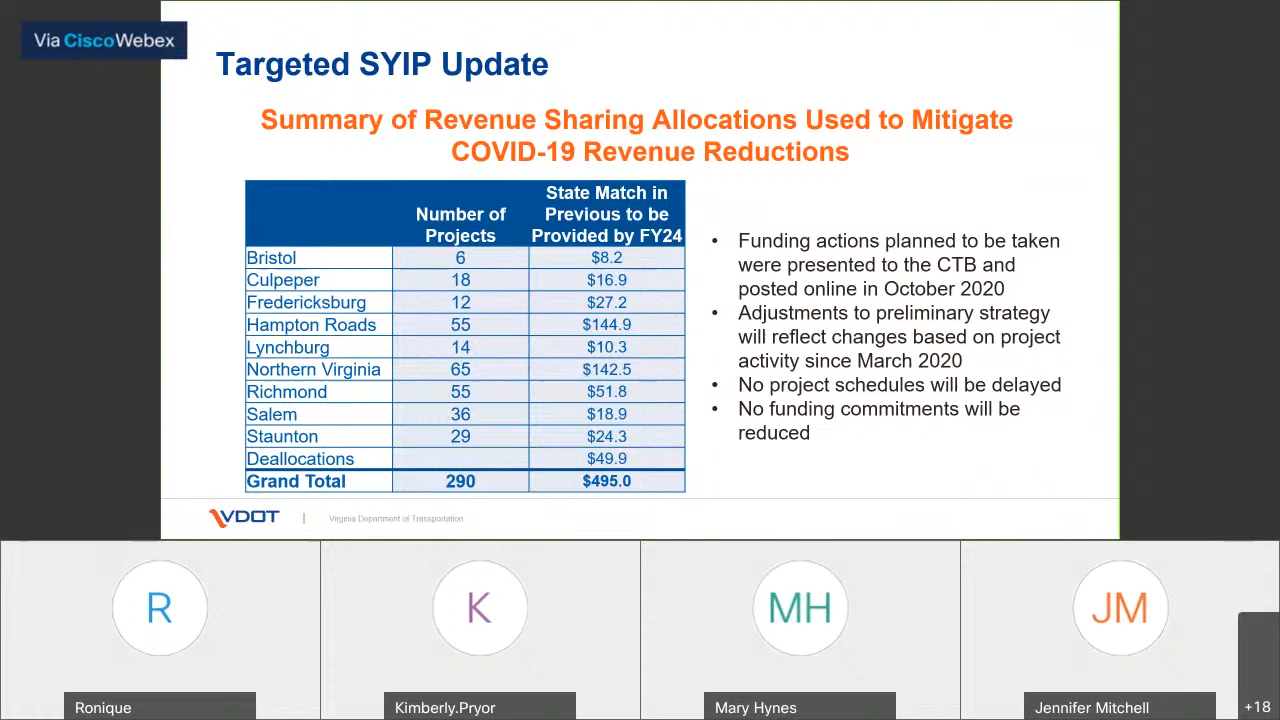 Via CiscoWebex
Targeted SYIP Update
Summary of Revenue Sharing Allocations Used to Mitigate
COVID-19 Revenue Reductions
Number of Projects State Match in Previous to be Provided by FY24
Bristol 6 $8.2
Culpeper 18 $16.9
Fredericksburg 12 $27.2
Hampton Roads 55 $144.9
Lynchburg 14 $10.3
Northern Virginia 65 $142.5
Richmond 55 $51.8
Salem 36 $18.9
Staunton 29 $24.3
Deallocations $49.9
Grand Total 290 $495.0
• Funding actions planned to be taken
were presented to the CTB and
posted online in October 2020
• Adjustments to preliminary strategy
will reflect changes based on project
activity since March 2020
• No project schedules will be delayed
• No funding commitments will be
reduced
VDOT | Virginia Department of Transportation
R K MH JM
Ronique Kimberly.Pryor Mary Hynes Jennifer Mitchell +18